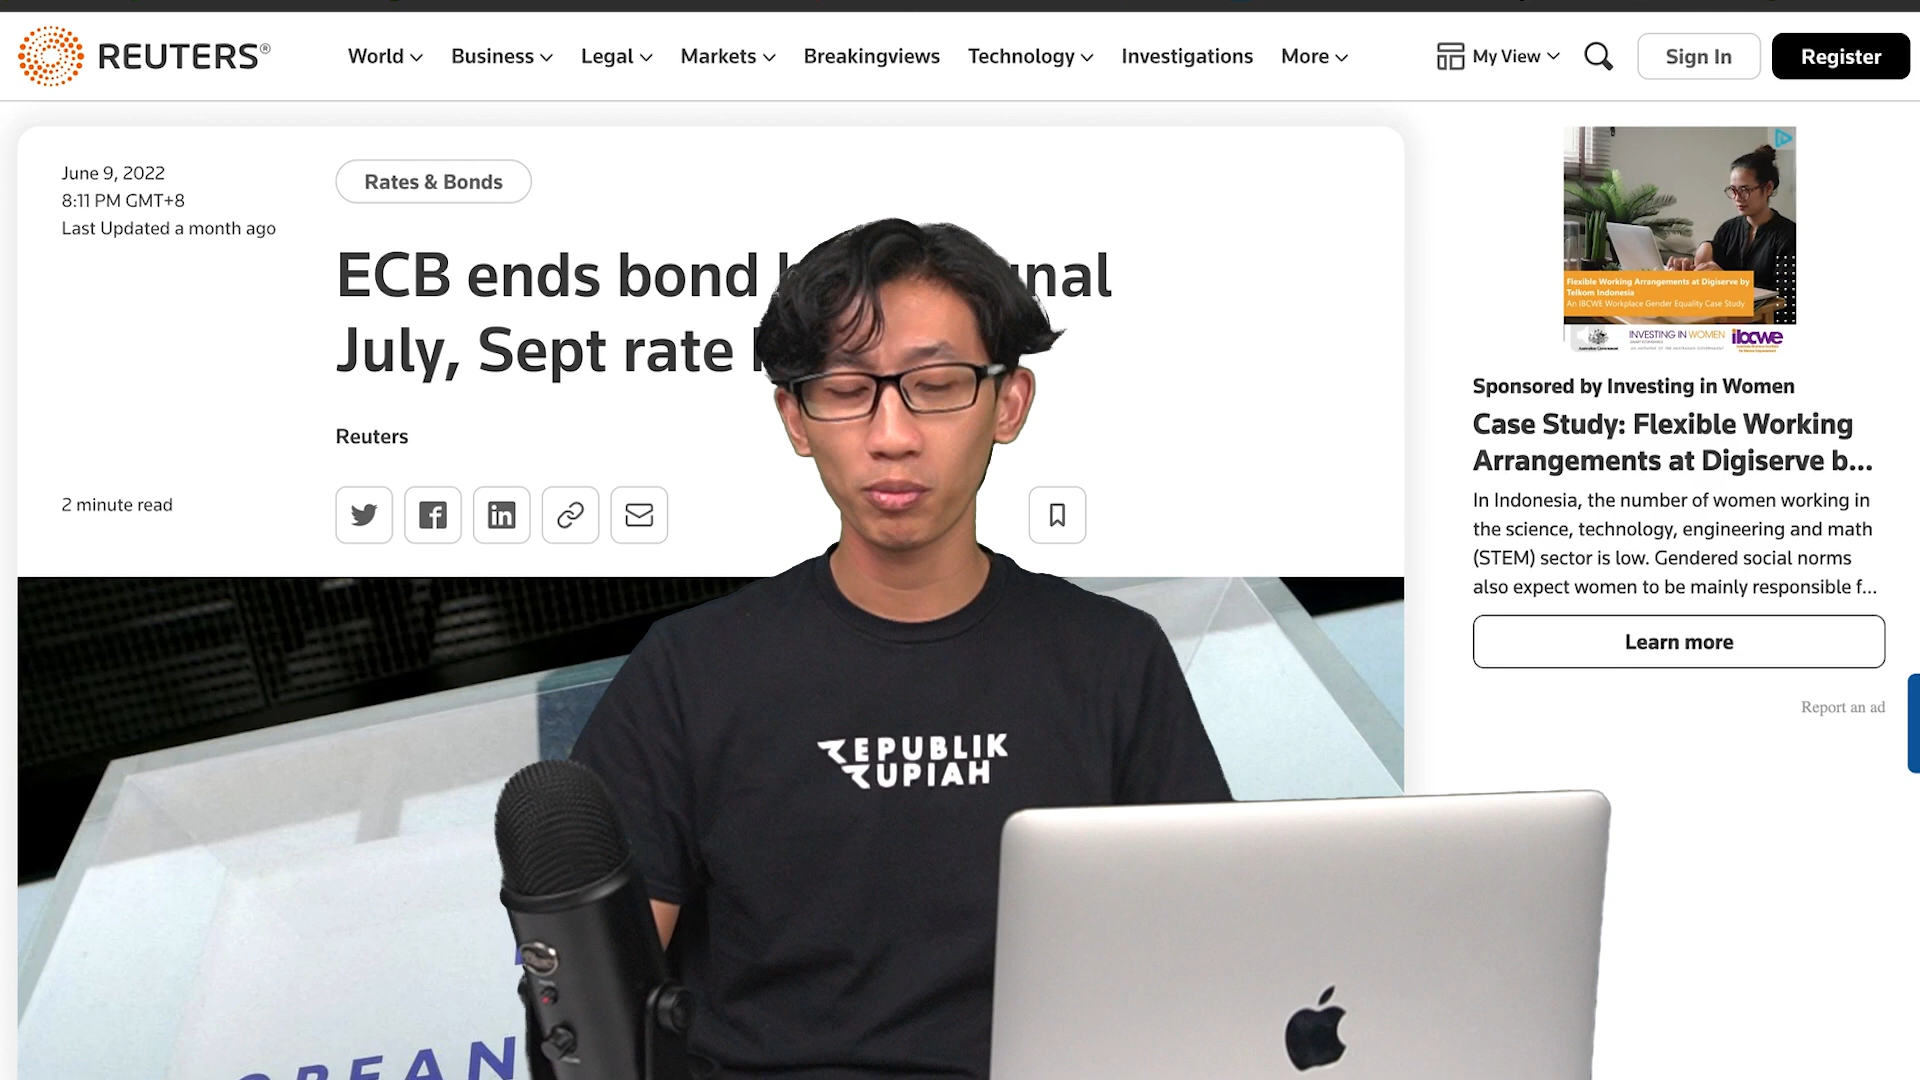 REUTERS®
World
Business
Legal
Markets
Breakingviews
Technology
Investigations
More
My View
Sign In
Register
June 9, 2022
8:11 PM GMT+8
Last Updated a month ago
Rates & Bonds
ECB ends bond
July, Sept rate
Reuters
2 minute read
in
REPUBLIK
RUPIAH
Flexible Working Arrangements at Digiserve by
Telkom Indonesia
An IBCWE Workplace Gender Equality Case Study
INVESTING IN WOMEN
ibcwe
Sponsored by Investing in Women
Case Study: Flexible Working
Arrangements at Digiserve b...
In Indonesia, the number of women working in
the science, technology, engineering and math
(STEM) sector is low. Gendered social norms
also expect women to be mainly responsible f...
Learn more
Report an ad